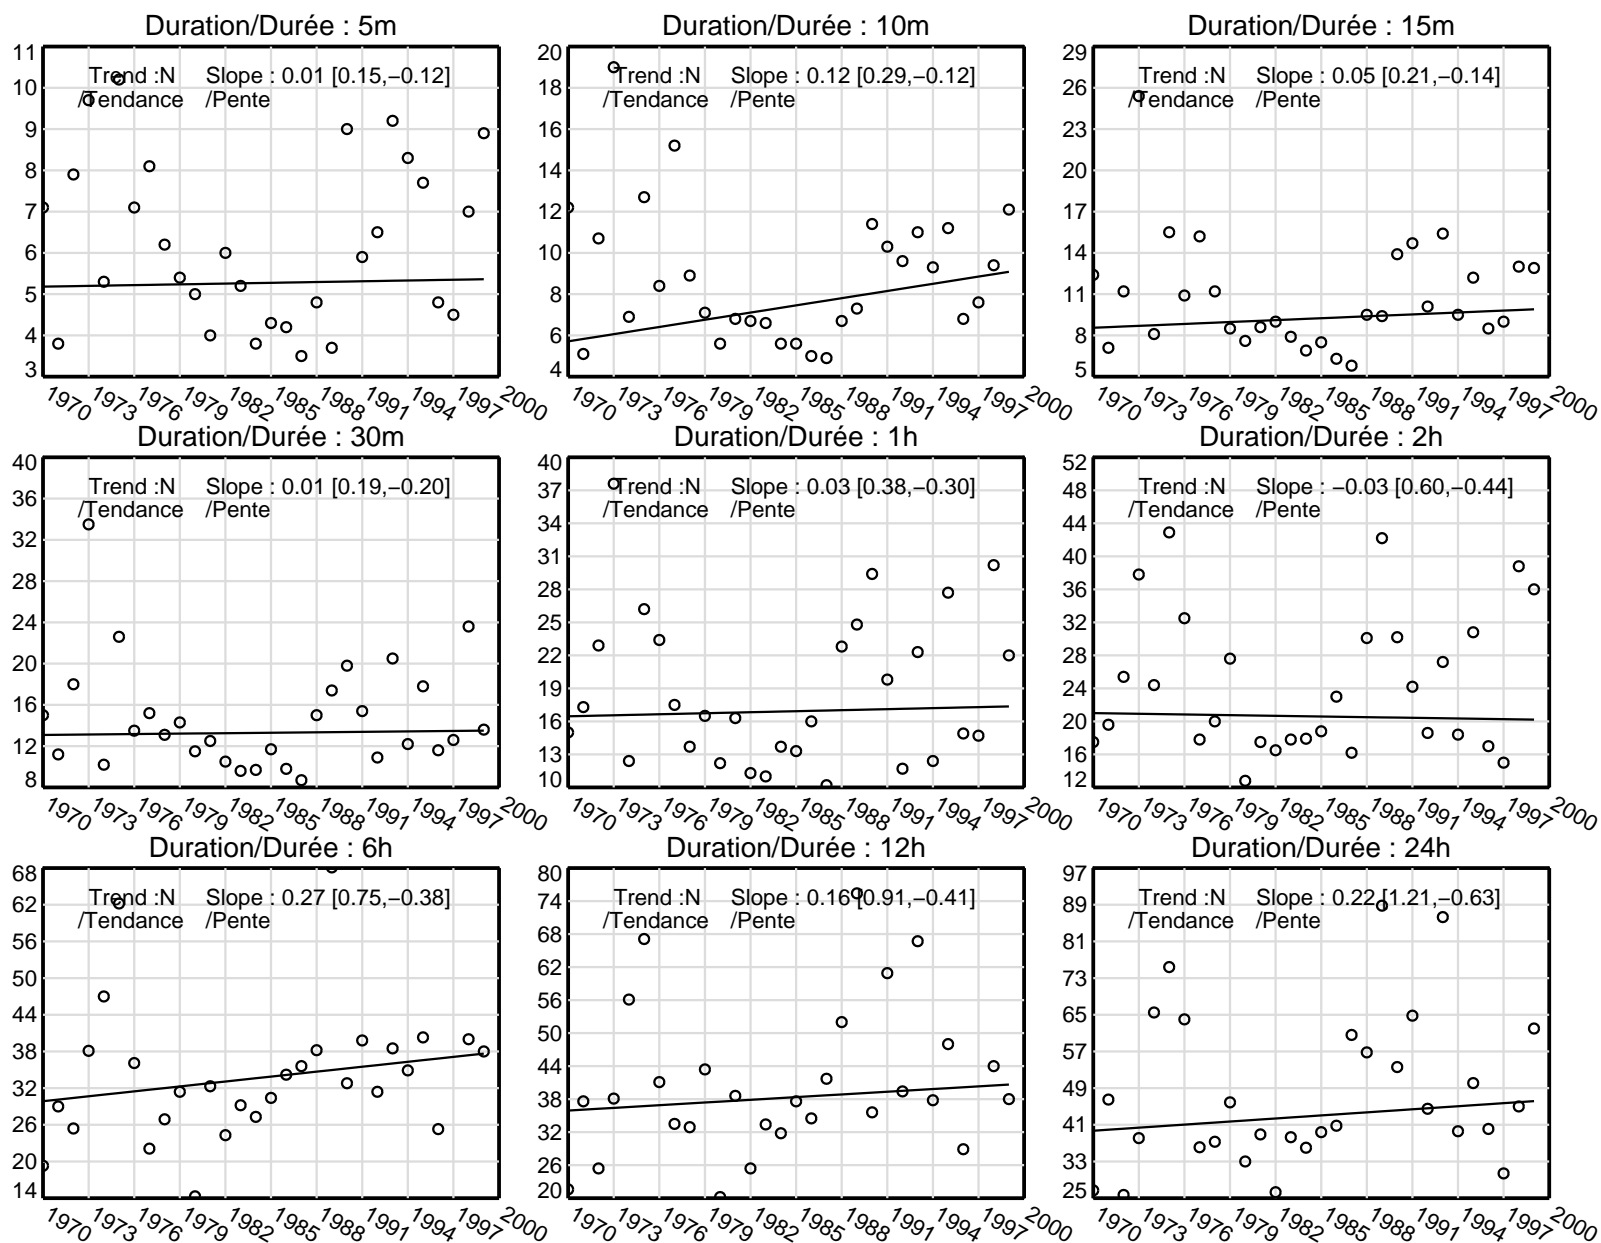 Duration/Durée : 5m
11
10
9
8
7
6
5
4
3
Trend :N Slope : 0.01 [0.15,−0.12]
/Tendance /Pente
1970 1973 1976 1979 1982 1985 1988 1991 1994 1997 2000
Duration/Durée : 10m
20
18
16
14
12
10
8
6
4
Trend :N Slope : 0.12 [0.29,−0.12]
/Tendance /Pente
1970 1973 1976 1979 1982 1985 1988 1991 1994 1997 2000
Duration/Durée : 15m
29
26
23
20
17
14
11
8
5
Trend :N Slope : 0.05 [0.21,−0.14]
/Tendance /Pente
1970 1973 1976 1979 1982 1985 1988 1991 1994 1997 2000
Duration/Durée : 30m
40
36
32
28
24
20
16
12
8
Trend :N Slope : 0.01 [0.19,−0.20]
/Tendance /Pente
1970 1973 1976 1979 1982 1985 1988 1991 1994 1997 2000
Duration/Durée : 1h
40
37
34
31
28
25
22
19
16
13
10
Trend :N Slope : 0.03 [0.38,−0.30]
/Tendance /Pente
1970 1973 1976 1979 1982 1985 1988 1991 1994 1997 2000
Duration/Durée : 2h
52
48
44
40
36
32
28
24
20
16
12
Trend :N Slope : −0.03 [0.60,−0.44]
/Tendance /Pente
1970 1973 1976 1979 1982 1985 1988 1991 1994 1997 2000
Duration/Durée : 6h
68
62
56
50
44
38
32
26
20
14
Trend :N Slope : 0.27 [0.75,−0.38]
/Tendance /Pente
1970 1973 1976 1979 1982 1985 1988 1991 1994 1997 2000
Duration/Durée : 12h
80
74
68
62
56
50
44
38
32
26
20
Trend :N Slope : 0.16 [0.91,−0.41]
/Tendance /Pente
1970 1973 1976 1979 1982 1985 1988 1991 1994 1997 2000
Duration/Durée : 24h
97
89
81
73
65
57
49
41
33
25
Trend :N Slope : 0.22 [1.21,−0.63]
/Tendance /Pente
1970 1973 1976 1979 1982 1985 1988 1991 1994 1997 2000